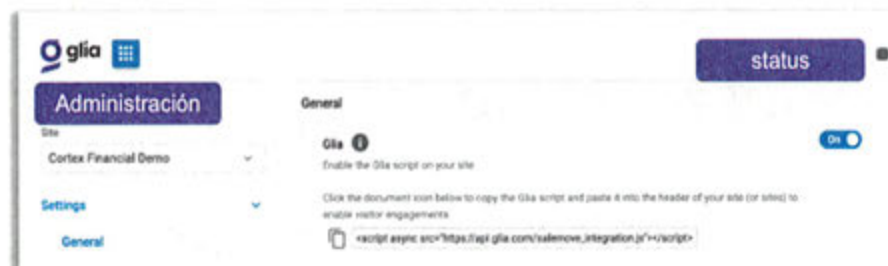 glia
status
Administración
General
Site
Glia i
On
Cortex Financial Demo
Enable the Glia script on your site
Settings
Click the document icon below to copy the Glia script and paste it into the header of your site (or sites) to
enable visitor engagements
General
<script async src="https://api.glia.com/salemove_integration.js"></script>